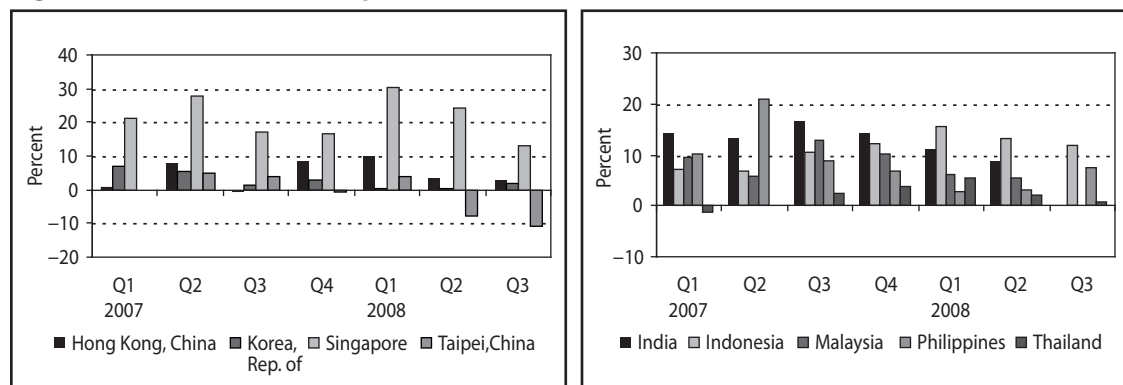 40
30
20
10
0
−10
−20
Percent
Q1 Q2 Q3 Q4 Q1 Q2 Q3
2007 2008
Hong Kong, China Korea, Rep. of Singapore Taipei,China
30
20
10
0
−10
Percent
Q1 Q2 Q3 Q4 Q1 Q2 Q3
2007 2008
India Indonesia Malaysia Philippines Thailand